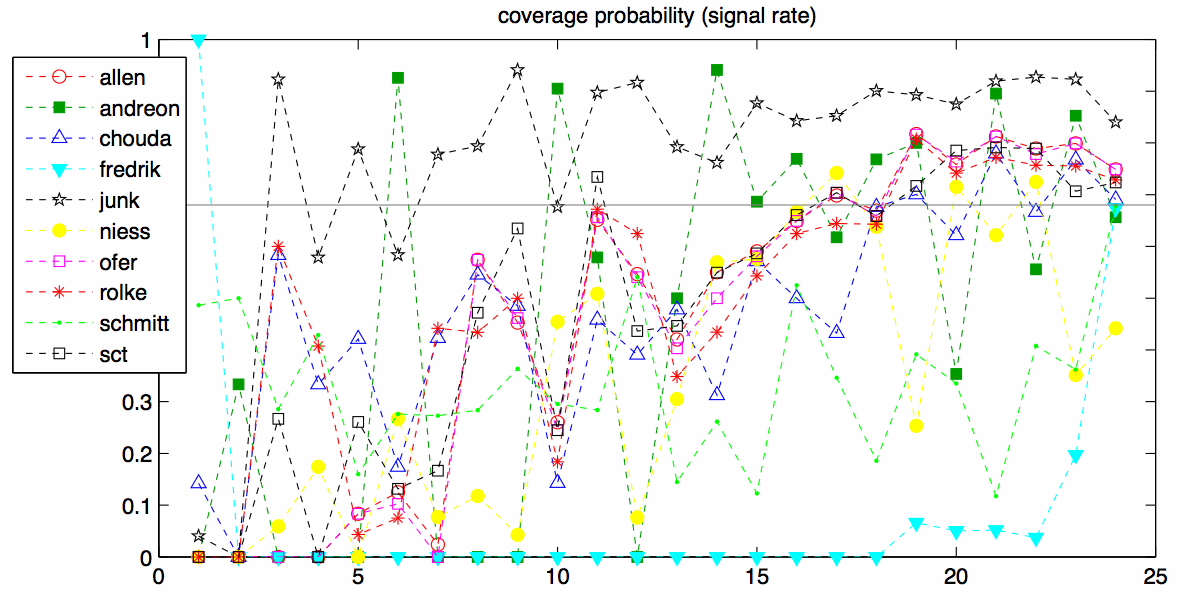 coverage probability (signal rate)
1
allen
andreon
chouda
fredrik
junk
niess
ofer
rolke
schmitt
sct
0.3
0.2
0.1
0
0 5 10 15 20 25